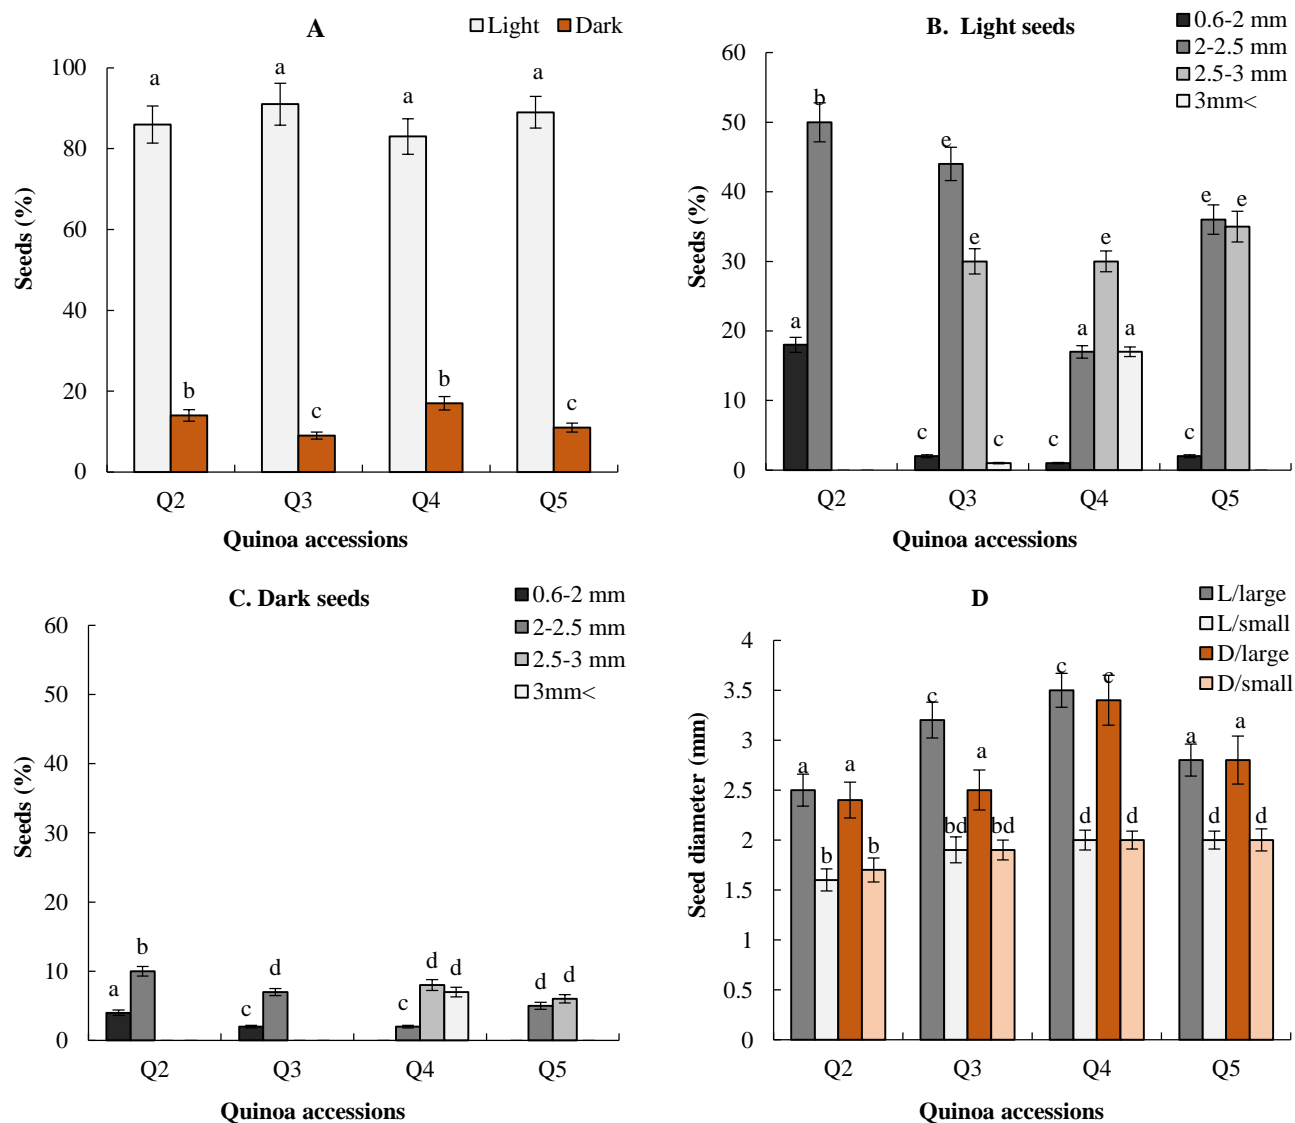 A
Light Dark
100
80
60
40
20
0
Seeds (%)
a a a a
b c b c
Q2 Q3 Q4 Q5
Quinoa accessions
B. Light seeds
0.6-2 mm
2-2.5 mm
2.5-3 mm
3mm<
60
50
40
30
20
10
0
Seeds (%)
a b
c e e c
c a e a
c e e
Q2 Q3 Q4 Q5
Quinoa accessions
C. Dark seeds
0.6-2 mm
2-2.5 mm
2.5-3 mm
3mm<
60
50
40
30
20
10
0
Seeds (%)
a b
c d
c d d
d d
Q2 Q3 Q4 Q5
Quinoa accessions
D
L/large
L/small
D/large
D/small
4
3.5
3
2.5
2
1.5
1
0.5
0
Seed diameter (mm)
a b a b
c bd a bd
c d c d
a d a d
Q2 Q3 Q4 Q5
Quinoa accessions